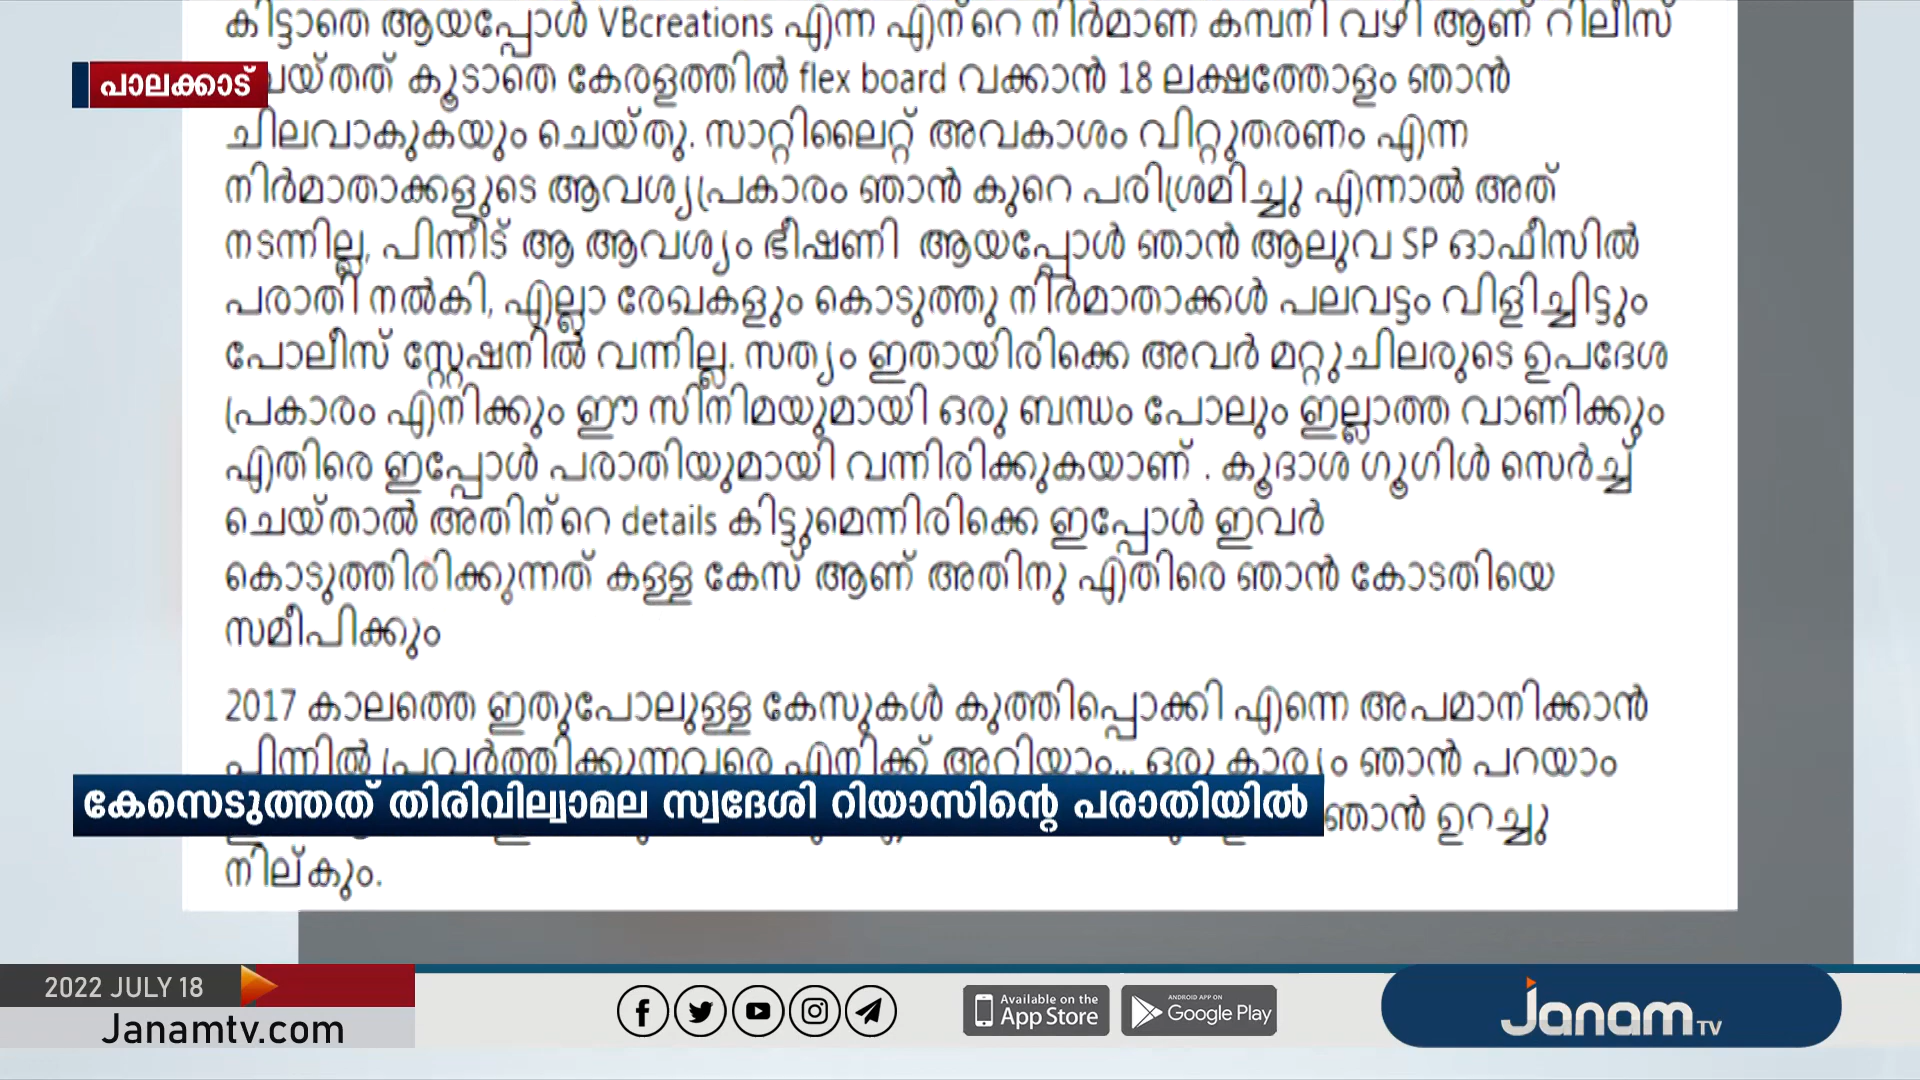 കിട്ടാതെ ആയപ്പോൾ VBcreations എന്ന എന്റെ നിർമാണ കമ്പനി വഴി ആണ് റിലീസ്
പാലക്കാട്
ചെയ്തത് കൂടാതെ കേരളത്തിൽ flex board വക്കാൻ 18 ലക്ഷത്തോളം ഞാൻ
ചിലവാകുകയും ചെയ്തു. സാറ്റിലൈറ്റ് അവകാശം വിറ്റുതരണം എന്ന
നിർമാതാക്കളുടെ ആവശ്യപ്രകാരം ഞാൻ കുറെ പരിശ്രമിച്ചു എന്നാൽ അത്
നടന്നില്ല, പിന്നീട് ആ ആവശ്യം ഭീഷണി ആയപ്പോൾ ഞാൻ ആലുവ SP ഓഫീസിൽ
പരാതി നൽകി, എല്ലാ രേഖകളും കൊടുത്തു നിർമാതാക്കൾ പലവട്ടം വിളിച്ചിട്ടും
പോലീസ് സ്റ്റേഷനിൽ വന്നില്ല. സത്യം ഇതായിരിക്കെ അവർ മറ്റുചിലരുടെ ഉപദേശ
പ്രകാരം എനിക്കും ഈ സിനിമയുമായി ഒരു ബന്ധം പോലും ഇല്ലാത്ത വാണിക്കും
എതിരെ ഇപ്പോൾ പരാതിയുമായി വന്നിരിക്കുകയാണ് . കൂദാശ ഗൂഗിൾ സെർച്ച്
ചെയ്താൽ അതിന്റെ details കിട്ടുമെന്നിരിക്കെ ഇപ്പോൾ ഇവർ
കൊടുത്തിരിക്കുന്നത് കള്ള കേസ് ആണ് അതിനു എതിരെ ഞാൻ കോടതിയെ
സമീപിക്കും
2017 കാലത്തെ ഇതുപോലുള്ള കേസുകൾ കുത്തിപ്പൊക്കി എന്നെ അപമാനിക്കാൻ
പിന്നിൽ പ്രവർത്തിക്കുന്നവരെ എനിക്ക് അറിയാം... ഒരു കാര്യം ഞാൻ പറയാം
കേസെടുത്തത് തിരിവില്വാമല സ്വദേശി റിയാസിന്റെ പരാതിയിൽ
ഞാൻ ഉറച്ചു
നില്കും.
2022 JULY 18
Janamtv.com
Available on the
App Store
ANDROID APP ON
Google Play
Janam TV